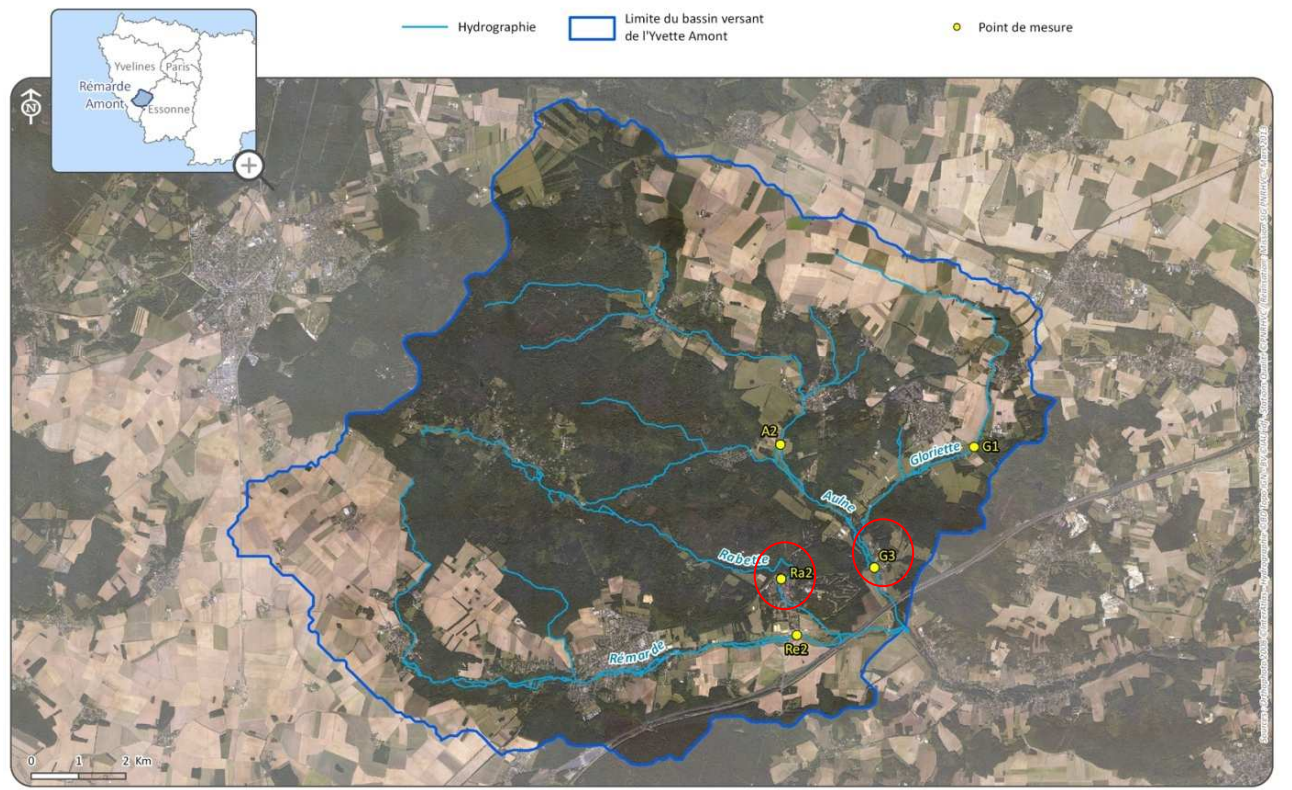 Hydrographie
Limite du bassin versant
de l'Yvette Amont
Point de mesure
Yvelines
Paris
Rémarde
Amont
Essonne
N
A2
G1
Gloriette
Aulne
G3
Rabette
Ra2
Rémarde
Re2
0 1 2 Km